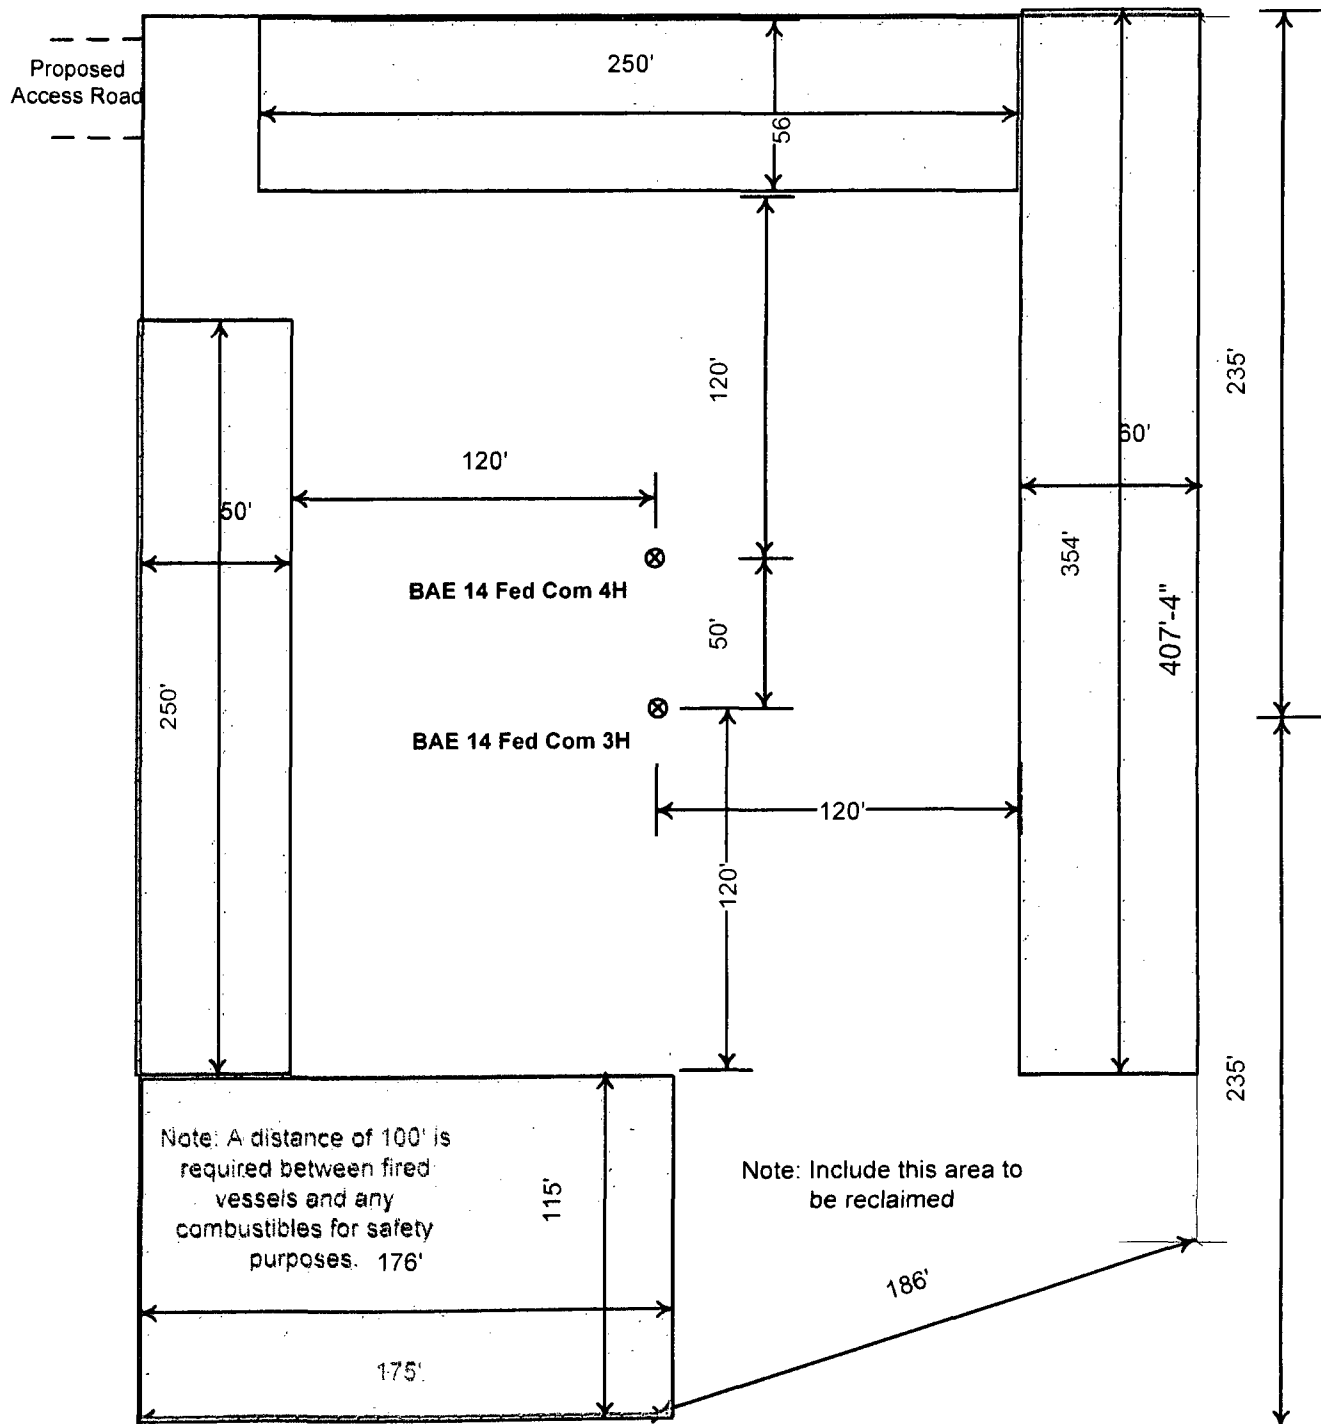 Proposed
Access Road
250'
56
120'
235'
60'
120'
50'
354'
BAE 14 Fed Com 4H
407'-4"
50'
250'
BAE 14 Fed Com 3H
120'
120'
235'
Note: A distance of 100' is
required between fired
vessels and any
combustibles for safety
purposes. 176'
115'
Note: Include this area to
be reclaimed
186'
175'